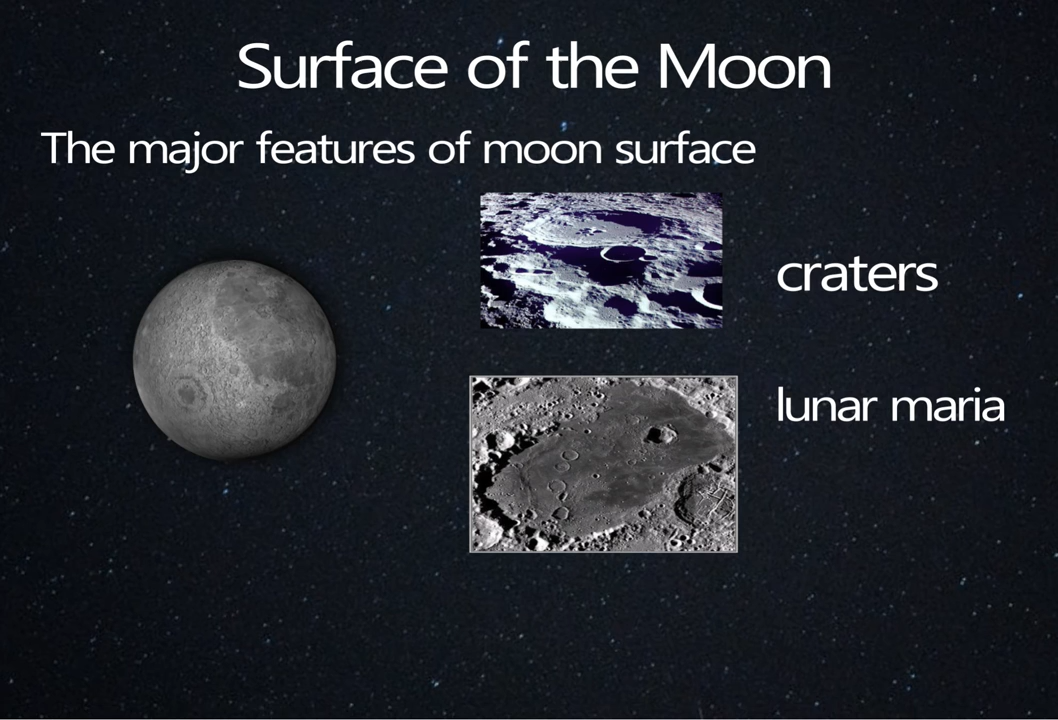 Surface of the Moon
The major features of moon surface
craters
lunar maria